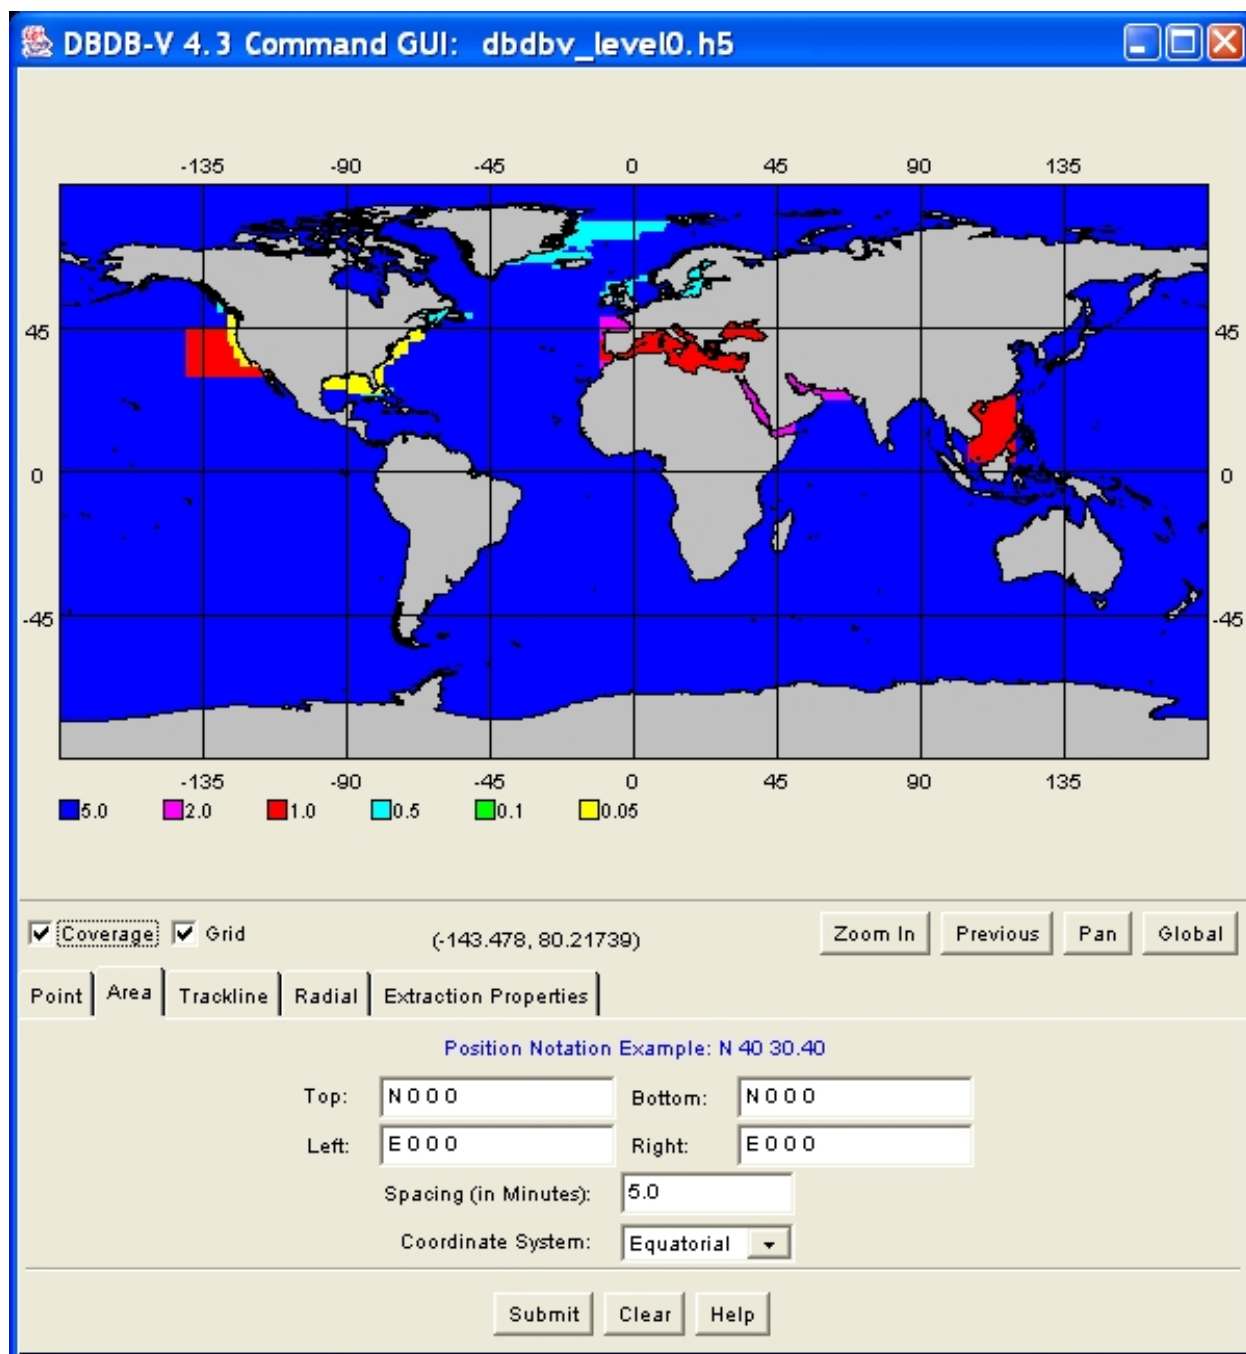 DBDB-V 4.3 Command GUI: dbdbv_level0.h5
-135 -90 -45 0 45 90 135
45 45
0 0
-45 -45
-135 -90 -45 0 45 90 135
5.0 2.0 1.0 0.5 0.1 0.05
Coverage Grid (-143.478, 80.21739) Zoom In Previous Pan Global
Point Area Trackline Radial Extraction Properties
Position Notation Example: N 40 30.40
Top: N 0 0 0 Bottom: N 0 0 0
Left: E 0 0 0 Right: E 0 0 0
Spacing (in Minutes): 5.0
Coordinate System: Equatorial
Submit Clear Help